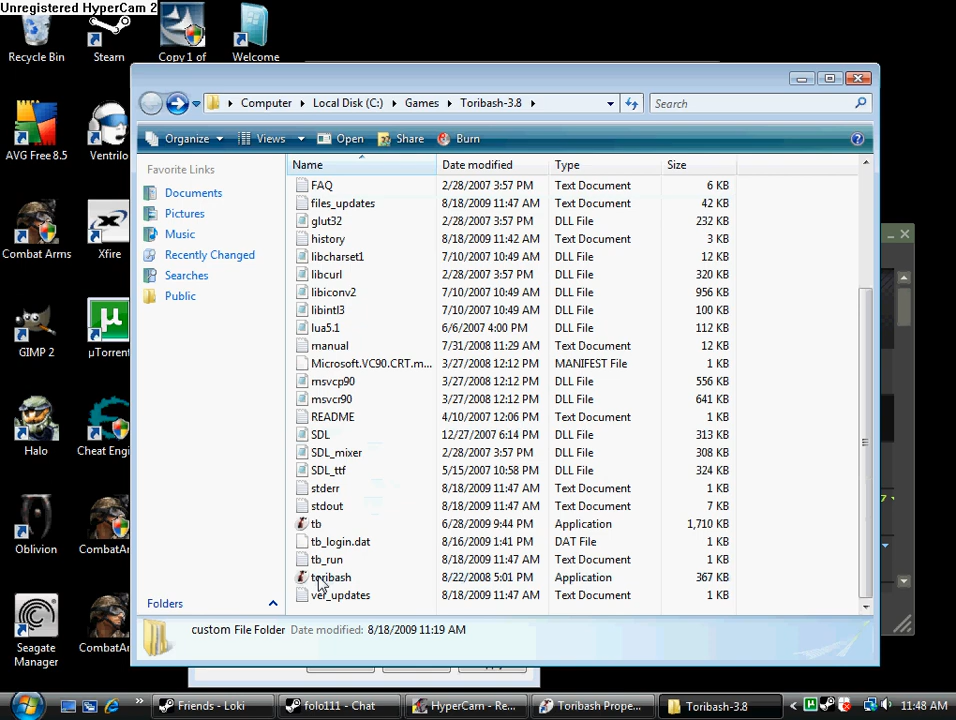 Unregistered HyperCam 2
Recycle Bin
Steam
Copy 1 of
Welcome
AVG Free 8.5
Ventrilo
Combat Arms
Xfire
GIMP 2
µTorrent
Halo
Cheat Eng
Oblivion
CombatAr
Seagate Manager
CombatAr
Computer Local Disk (C:) Games Toribash-3.8
Search
Organize Views Open Share Burn
Favorite Links
Documents
Pictures
Music
Recently Changed
Searches
Public
Folders
Name Date modified Type Size
FAQ 2/28/2007 3:57 PM Text Document 6 KB
files_updates 8/18/2009 11:47 AM Text Document 42 KB
glut32 2/28/2007 3:57 PM DLL File 232 KB
history 8/18/2009 11:42 AM Text Document 3 KB
libcharset1 7/10/2007 10:49 AM DLL File 12 KB
libcurl 2/28/2007 3:57 PM DLL File 320 KB
libiconv2 7/10/2007 10:49 AM DLL File 956 KB
libintl3 7/10/2007 10:49 AM DLL File 100 KB
lua5.1 6/6/2007 4:00 PM DLL File 112 KB
manual 7/31/2008 11:29 AM Text Document 12 KB
Microsoft.VC90.CRT.m... 3/27/2008 12:12 PM MANIFEST File 1 KB
msvcp90 3/27/2008 12:12 PM DLL File 556 KB
msvcr90 3/27/2008 12:12 PM DLL File 641 KB
README 4/10/2007 12:06 PM Text Document 1 KB
SDL 12/27/2007 6:14 PM DLL File 313 KB
SDL_mixer 2/28/2007 3:57 PM DLL File 308 KB
SDL_ttf 5/15/2007 10:58 PM DLL File 324 KB
stderr 8/18/2009 11:47 AM Text Document 1 KB
stdout 8/18/2009 11:47 AM Text Document 7 KB
tb 6/28/2009 9:44 PM Application 1,710 KB
tb_login.dat 8/16/2009 1:41 PM DAT File 1 KB
tb_run 8/18/2009 11:47 AM Text Document 1 KB
toribash 8/22/2008 5:01 PM Application 367 KB
ver_updates 8/18/2009 11:47 AM Text Document 1 KB
custom File Folder Date modified: 8/18/2009 11:19 AM
Friends - Loki
folo111 - Chat
HyperCam - Re...
Toribash Prope...
Toribash-3.8
11:48 AM